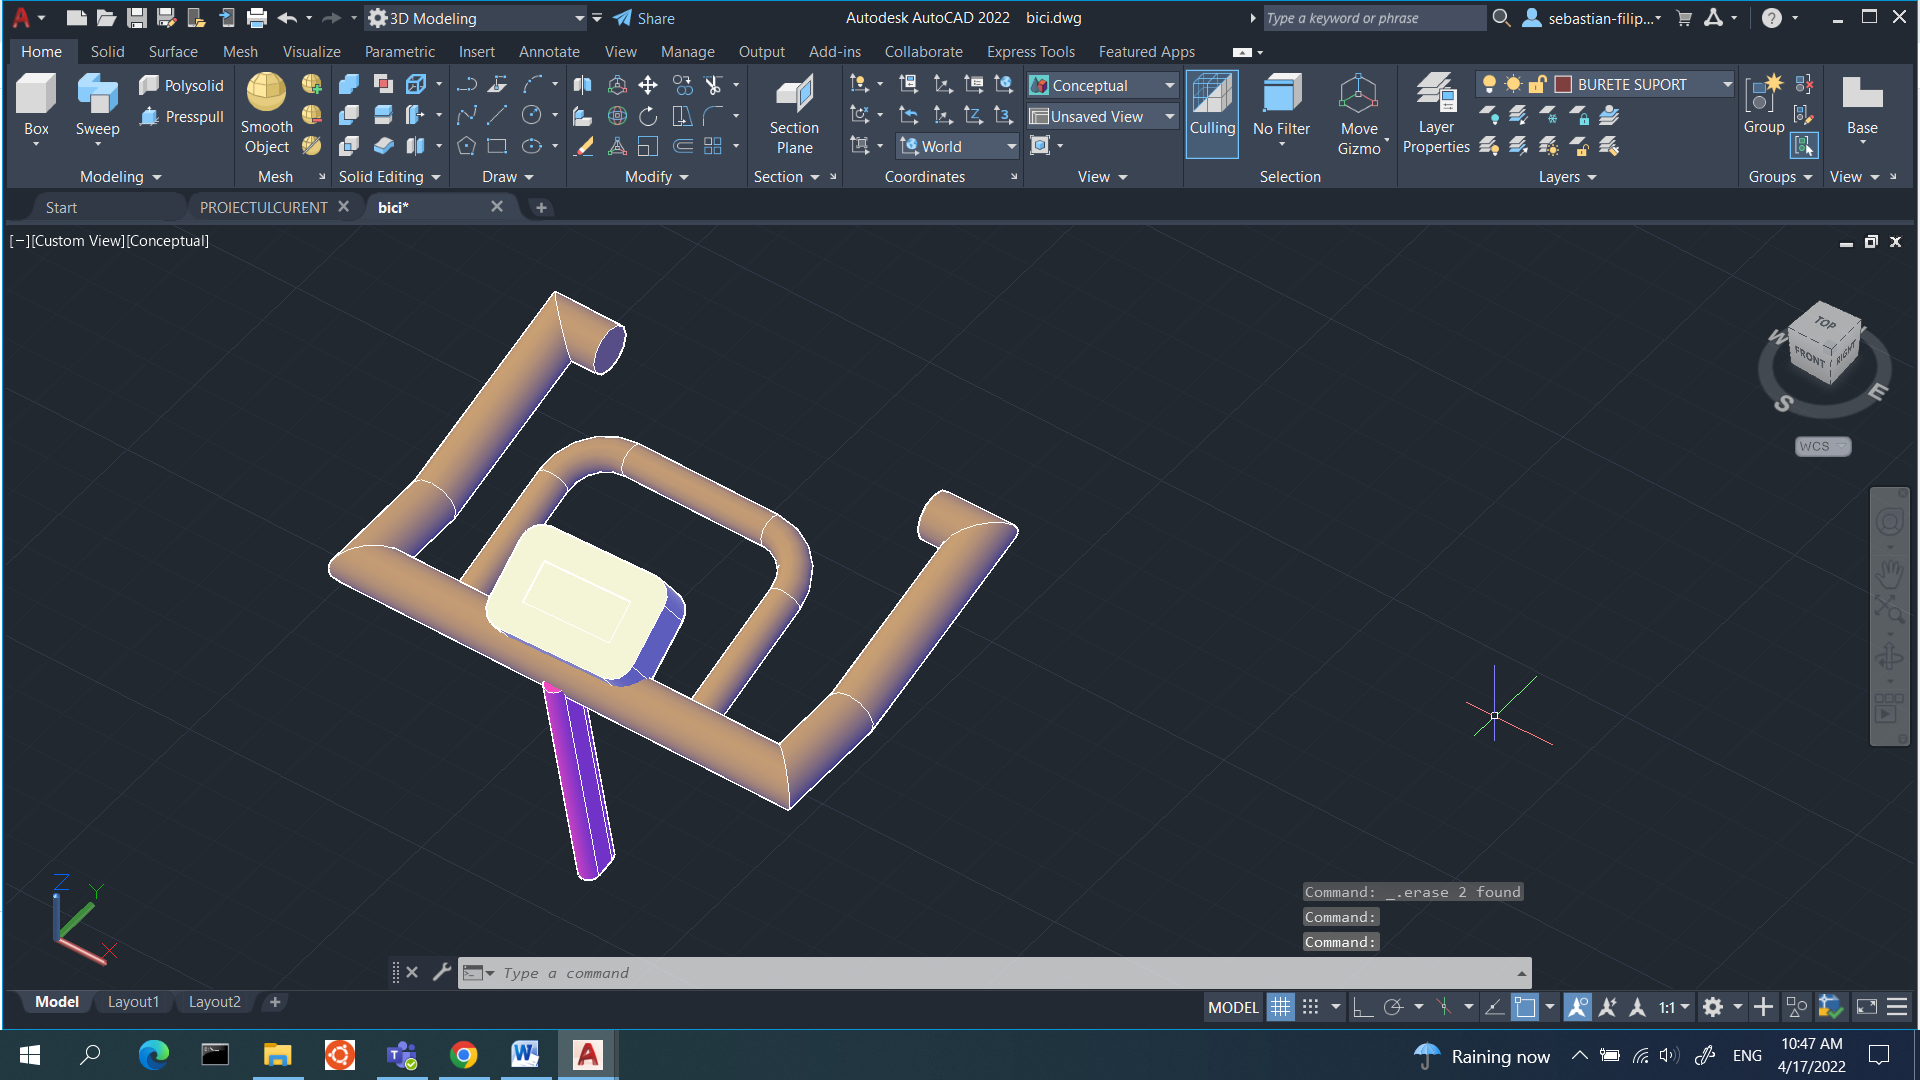 3D Modeling
Share
Autodesk AutoCAD 2022 bici.dwg
Type a keyword or phrase
sebastian-filip...
Home Solid Surface Mesh Visualize Parametric Insert Annotate View Manage Output Add-ins Collaborate Express Tools Featured Apps
Box
Sweep
Polysolid
Presspull
Smooth
Object
Section
Plane
Conceptual
Unsaved View
World
Culling
No Filter
Move
Gizmo
Layer
Properties
BURETE SUPORT
Group
Base
Modeling Mesh Solid Editing Draw Modify Section Coordinates View Selection Layers Groups View
Start PROIECTULCURENT bici*
[−][Custom View][Conceptual]
TOP
FRONT
RIGHT
W
S
E
WCS
Z
Y
X
Command: _.erase 2 found
Command:
Command:
Type a command
Model Layout1 Layout2
MODEL
1:1
Raining now
ENG
10:47 AM
4/17/2022